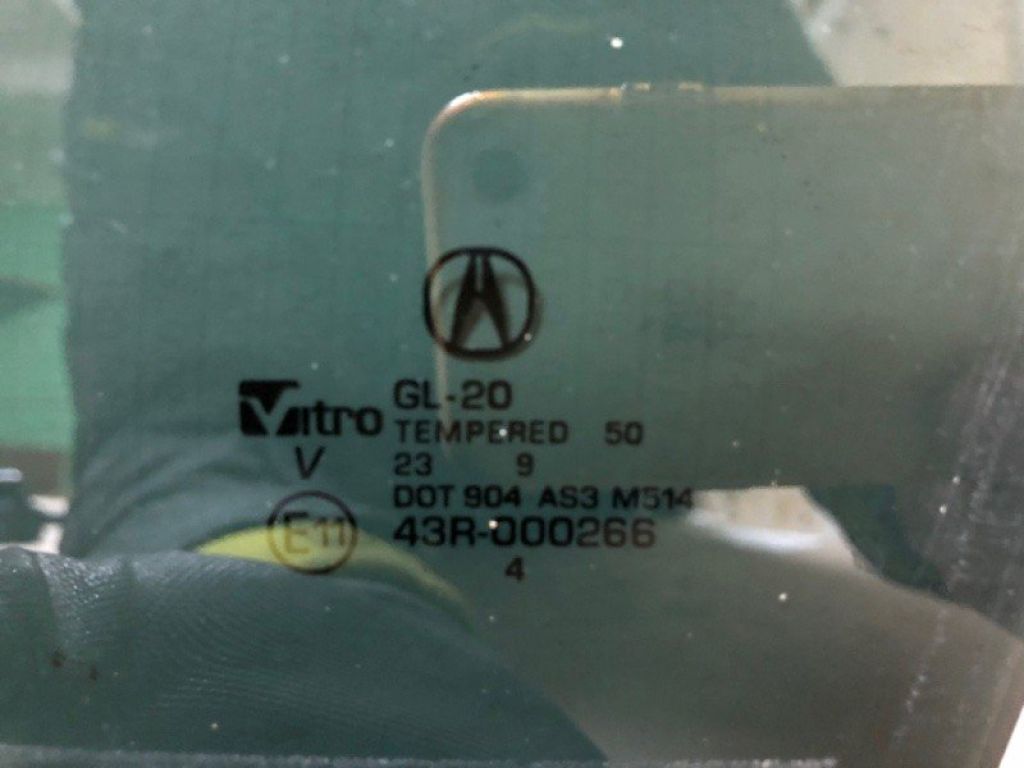 Vitro
GL-20
TEMPERED 50
V
23 9
DOT 904 AS3 M514
E11
43R-000266
4